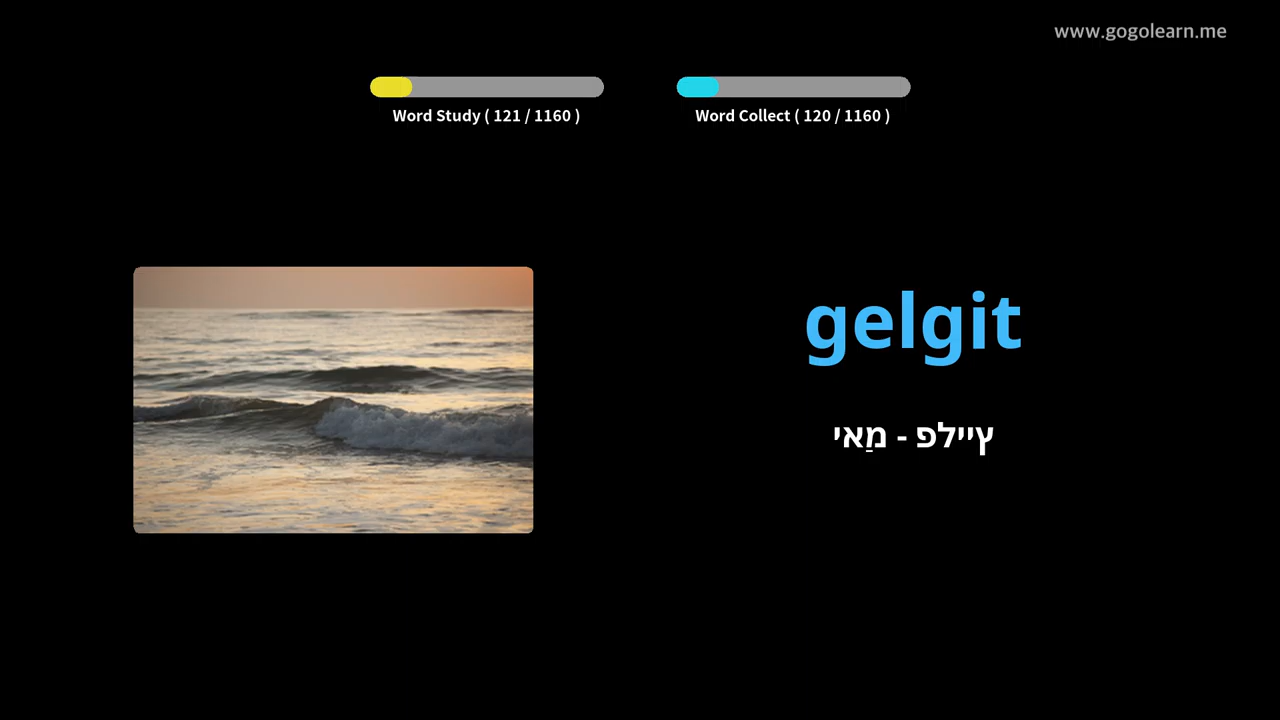 www.gogolearn.me
Word Study ( 121 / 1160 )
Word Collect ( 120 / 1160 )
gelgit
ץיילפ - מַאי